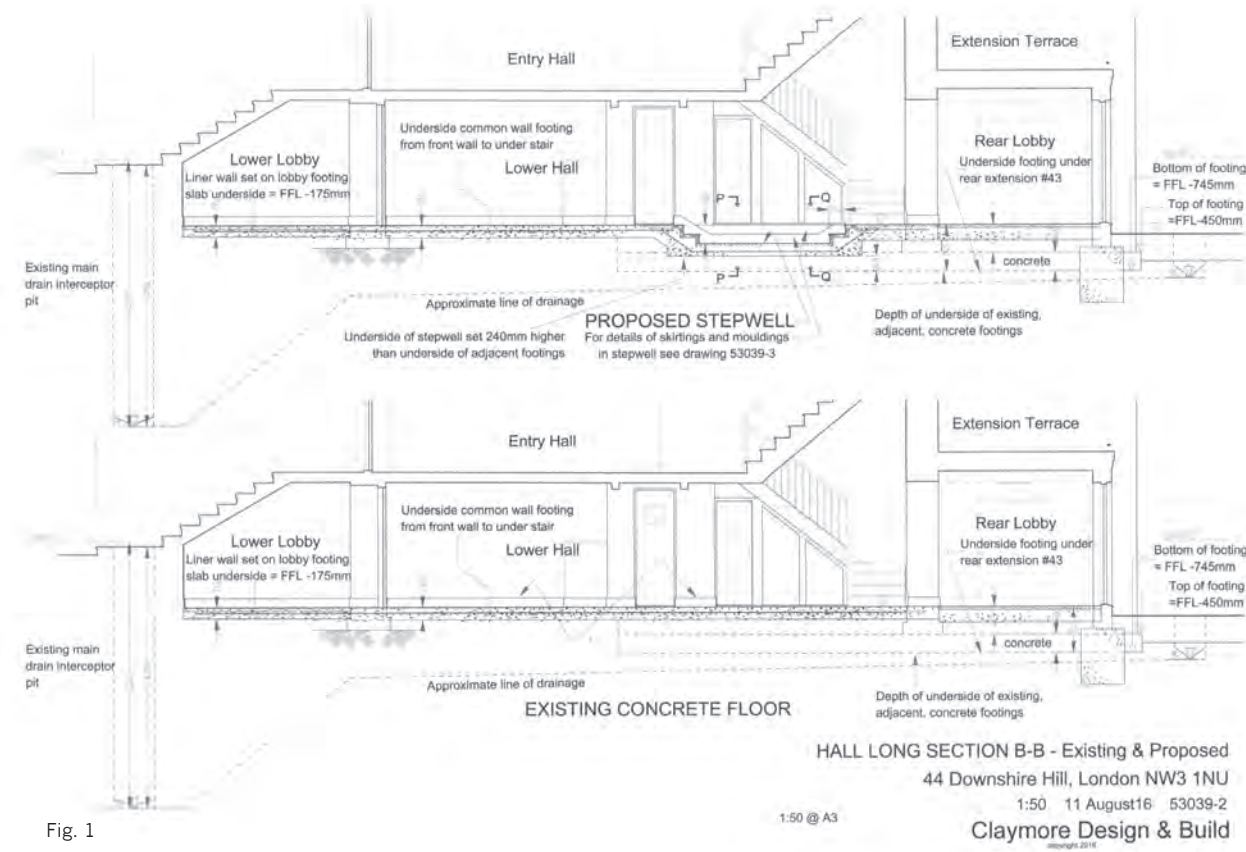 Entry Hall
Extension Terrace
Underside common wall footing
from front wall to under stair
Lower Lobby
Liner wall set on lobby footing
slab underside = FFL -175mm
Lower Hall
Rear Lobby
Underside footing under
rear extension #43
Bottom of footing
= FFL -745mm
Top of footing
=FFL-450mm
P
Q
Existing main
drain interceptor
pit
concrete
P
Q
Approximate line of drainage
PROPOSED STEPWELL
Underside of stepwell set 240mm higher
than underside of adjacent footings
For details of skirtings and mouldings
in stepwell see drawing 53039-3
Depth of underside of existing,
adjacent, concrete footings
Entry Hall
Extension Terrace
Underside common wall footing
from front wall to under stair
Lower Lobby
Liner wall set on lobby footing
slab underside = FFL -175mm
Lower Hall
Rear Lobby
Underside footing under
rear extension #43
Bottom of footing
= FFL -745mm
Top of footing
=FFL-450mm
Existing main
drain interceptor
pit
concrete
Approximate line of drainage
EXISTING CONCRETE FLOOR
Depth of underside of existing,
adjacent, concrete footings
HALL LONG SECTION B-B - Existing & Proposed
44 Downshire Hill, London NW3 1NU
1:50 11 August16 53039-2
1:50 @ A3
Claymore Design & Build
copyright 2016
Fig. 1